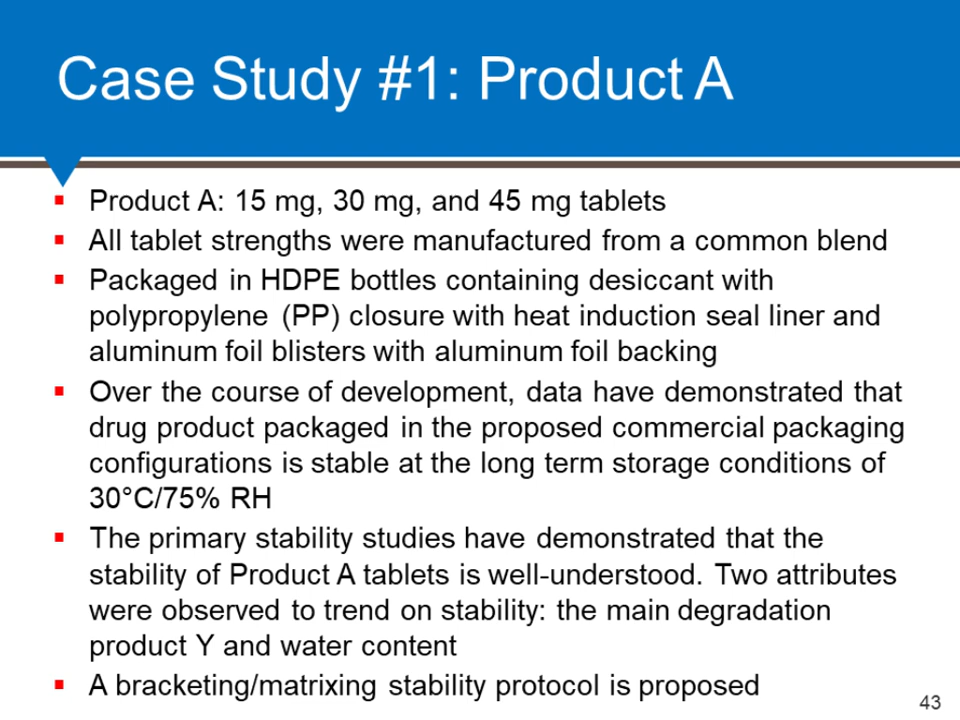 Case Study #1: Product A
Product A: 15 mg, 30 mg, and 45 mg tablets
All tablet strengths were manufactured from a common blend
Packaged in HDPE bottles containing desiccant with
polypropylene (PP) closure with heat induction seal liner and
aluminum foil blisters with aluminum foil backing
Over the course of development, data have demonstrated that
drug product packaged in the proposed commercial packaging
configurations is stable at the long term storage conditions of
30°C/75% RH
The primary stability studies have demonstrated that the
stability of Product A tablets is well-understood. Two attributes
were observed to trend on stability: the main degradation
product Y and water content
A bracketing/matrixing stability protocol is proposed
43